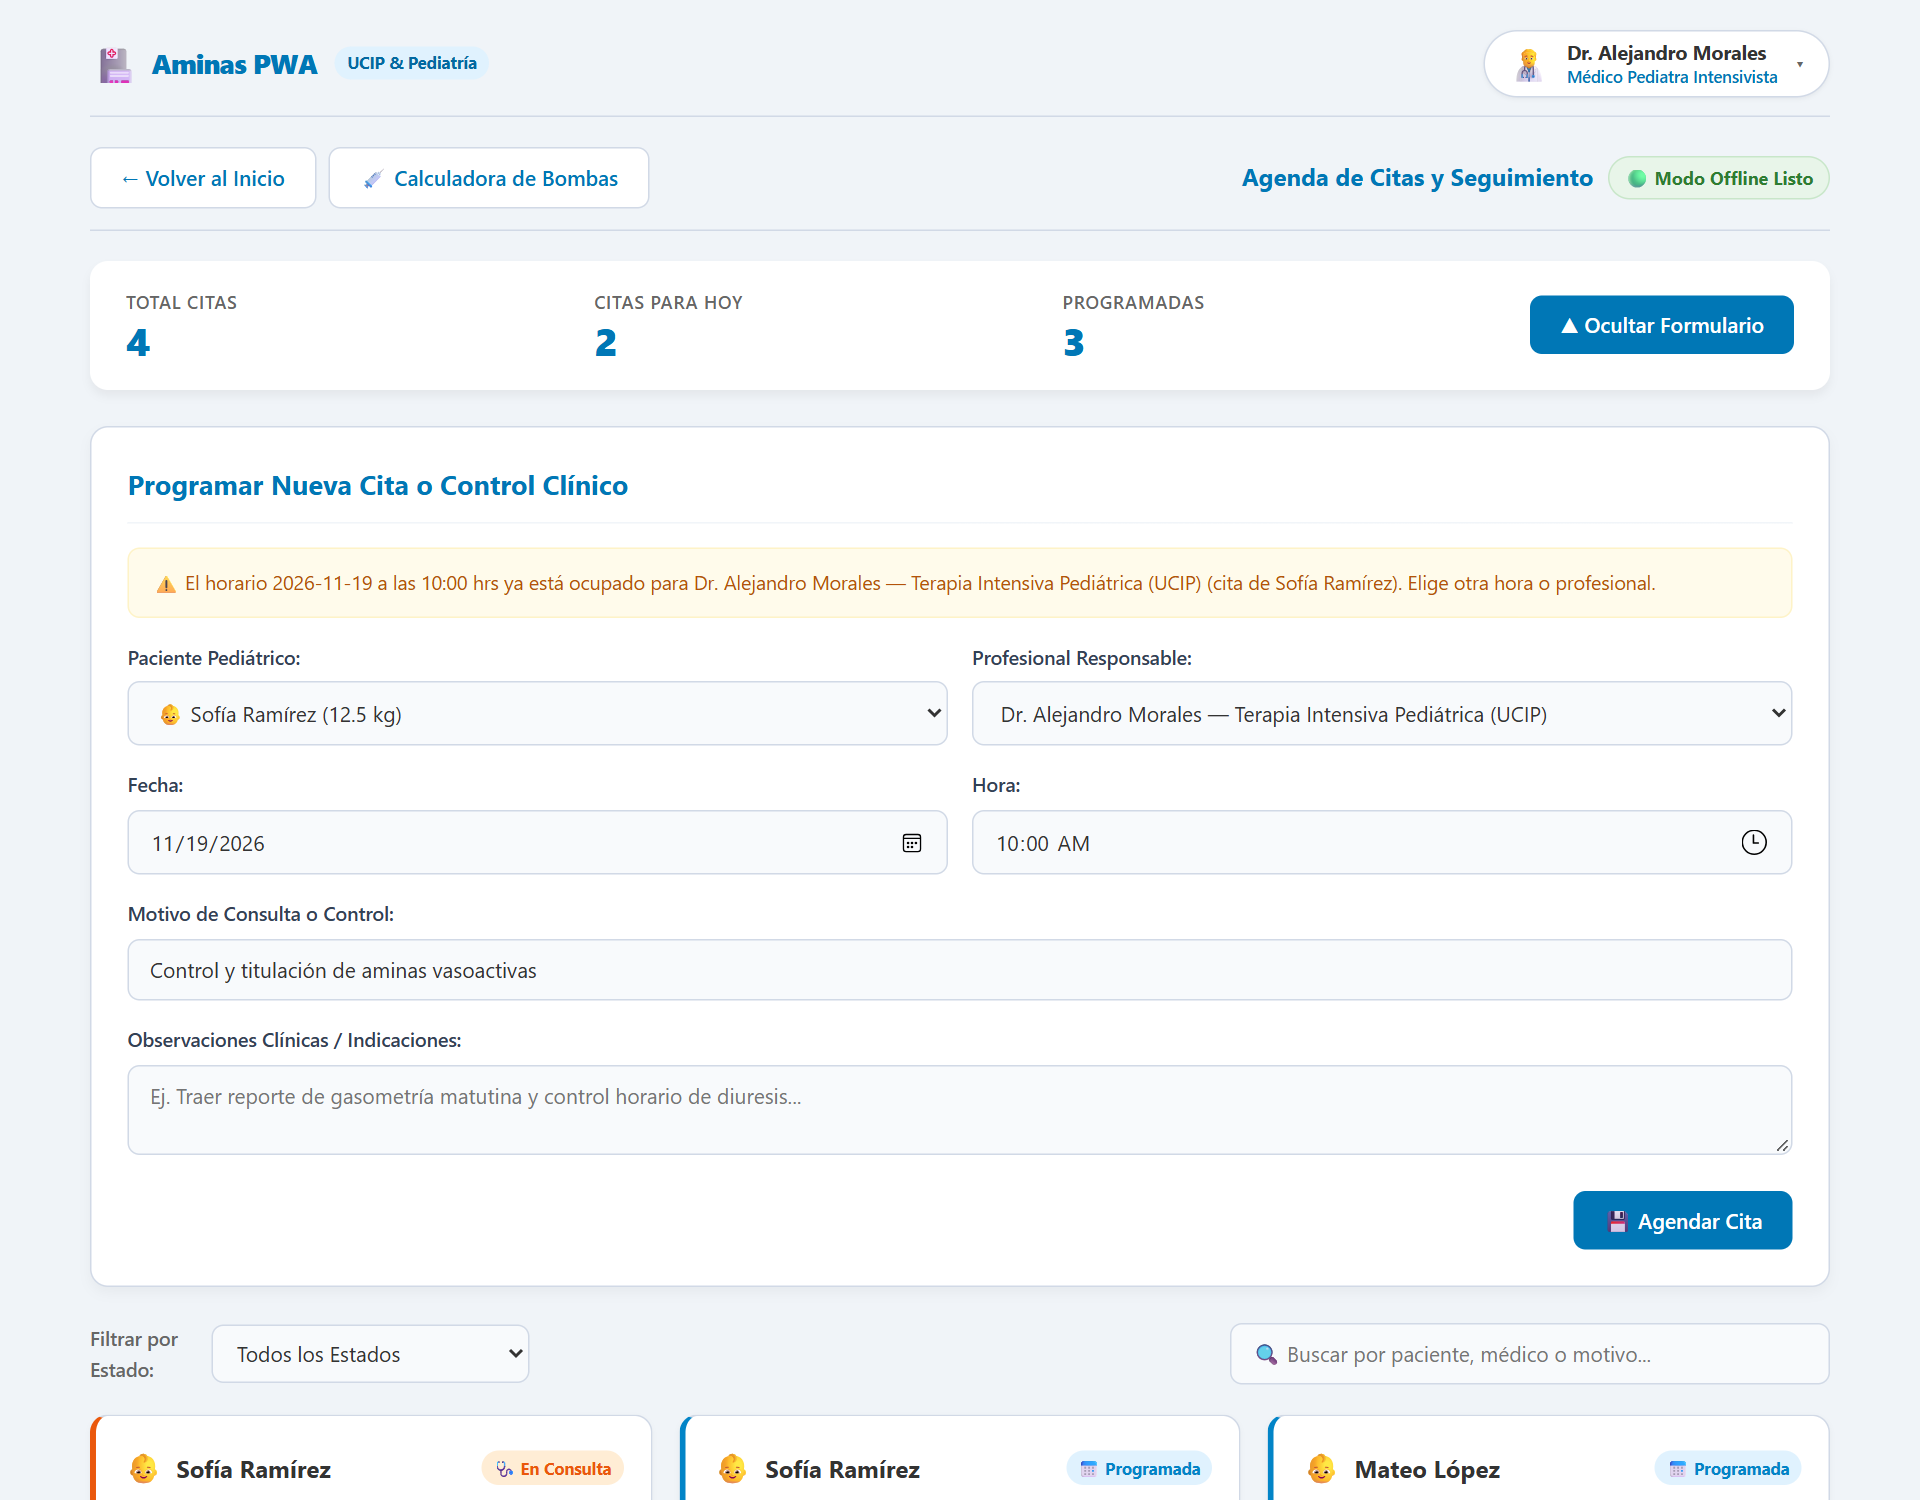 Aminas PWA
UCIP & Pediatría
Dr. Alejandro Morales
Médico Pediatra Intensivista
← Volver al Inicio
Calculadora de Bombas
Agenda de Citas y Seguimiento
Modo Offline Listo
TOTAL CITAS
4
CITAS PARA HOY
2
PROGRAMADAS
3
▲ Ocultar Formulario
Programar Nueva Cita o Control Clínico
⚠️ El horario 2026-11-19 a las 10:00 hrs ya está ocupado para Dr. Alejandro Morales — Terapia Intensiva Pediátrica (UCIP) (cita de Sofía Ramírez). Elige otra hora o profesional.
Paciente Pediátrico:
Profesional Responsable:
Sofía Ramírez (12.5 kg)
Dr. Alejandro Morales — Terapia Intensiva Pediátrica (UCIP)
Fecha:
Hora:
11/19/2026
10:00 AM
Motivo de Consulta o Control:
Control y titulación de aminas vasoactivas
Observaciones Clínicas / Indicaciones:
Ej. Traer reporte de gasometría matutina y control horario de diuresis...
Agendar Cita
Filtrar por
Estado:
Todos los Estados
Buscar por paciente, médico o motivo...
Sofía Ramírez
En Consulta
Sofía Ramírez
Programada
Mateo López
Programada